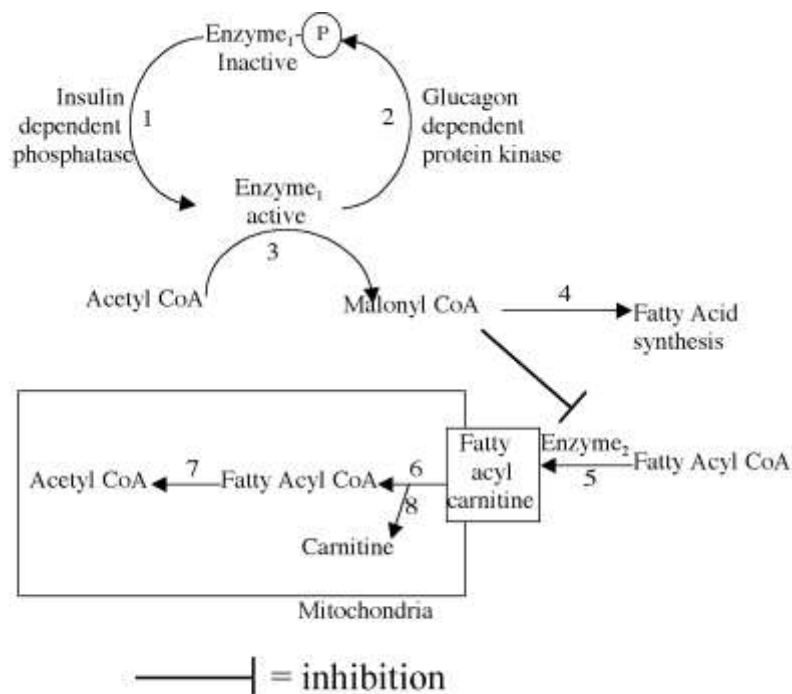 Enzyme₁- P
Inactive
Insulin
dependent
phosphatase
1
2
Glucagon
dependent
protein kinase
Enzyme₁
active
3
Acetyl CoA
Malonyl CoA
4
Fatty Acid
synthesis
Fatty
acyl
carnitine
Enzyme₂
5
Fatty Acyl CoA
Acetyl CoA
7
Fatty Acyl CoA
6
8
Carnitine
Mitochondria
= inhibition